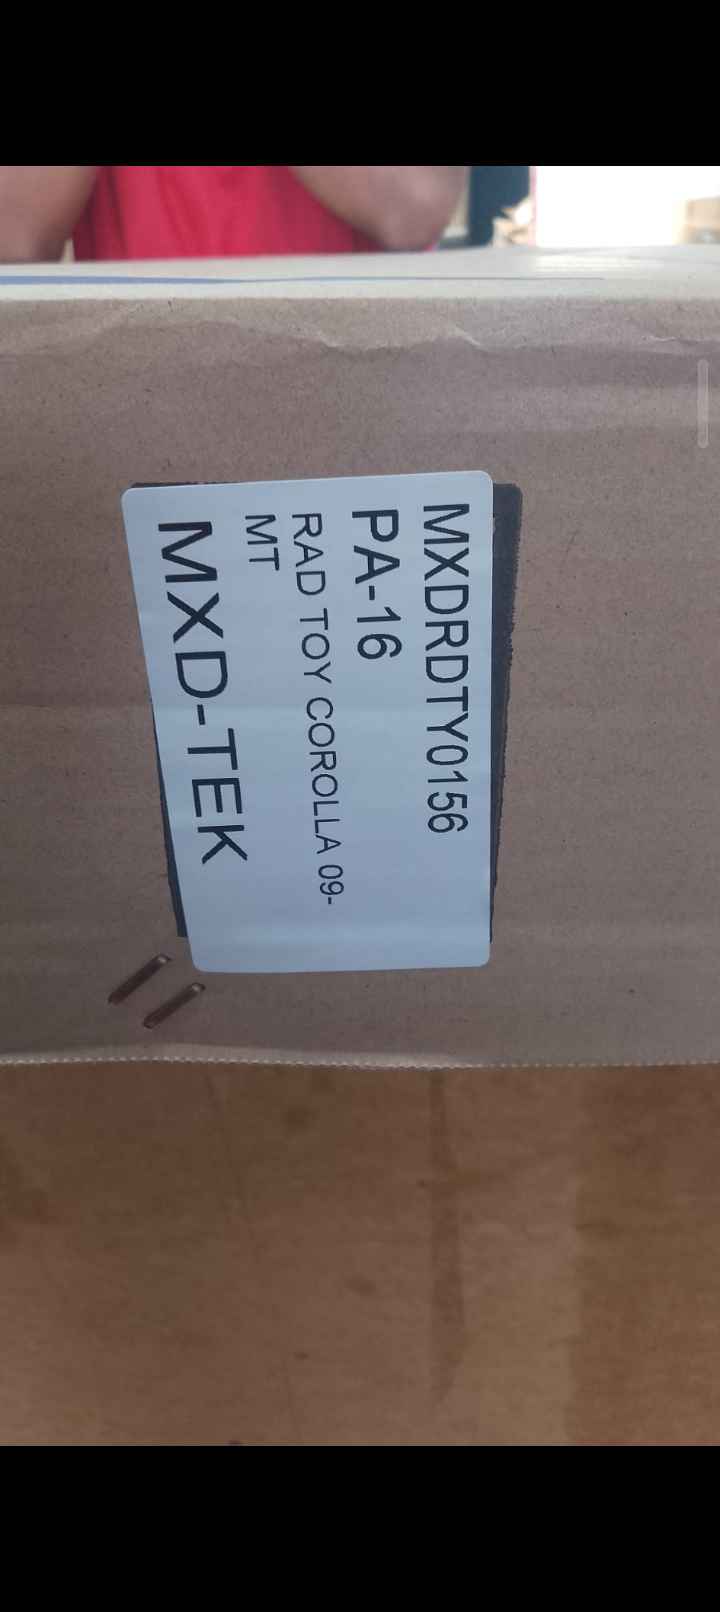 MXDRDTY0156
PA-16
RAD TOY COROLLA 09-
MT
MXD-TEK